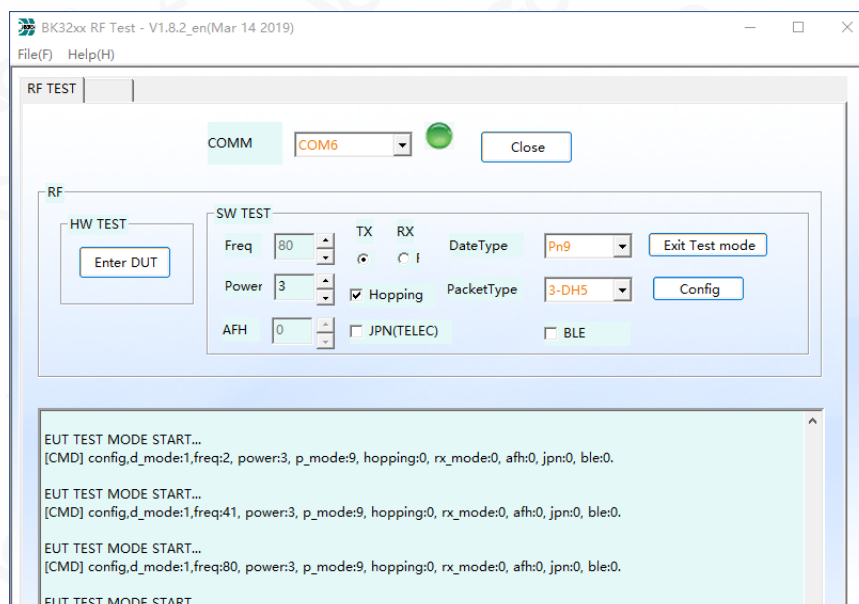 BK32xx RF Test - V1.8.2_en(Mar 14 2019)
File(F) Help(H)
RF TEST
COMM COM6 Close
RF
HW TEST
Enter DUT
SW TEST
TX RX
Freq 80 DateType Pn9 Exit Test mode
Power 3 Hopping PacketType 3-DH5 Config
AFH 0 JPN(TELEC) BLE
EUT TEST MODE START...
[CMD] config,d_mode:1,freq:2, power:3, p_mode:9, hopping:0, rx_mode:0, afh:0, jpn:0, ble:0.
EUT TEST MODE START...
[CMD] config,d_mode:1,freq:41, power:3, p_mode:9, hopping:0, rx_mode:0, afh:0, jpn:0, ble:0.
EUT TEST MODE START...
[CMD] config,d_mode:1,freq:80, power:3, p_mode:9, hopping:0, rx_mode:0, afh:0, jpn:0, ble:0.
EUT TEST MODE START